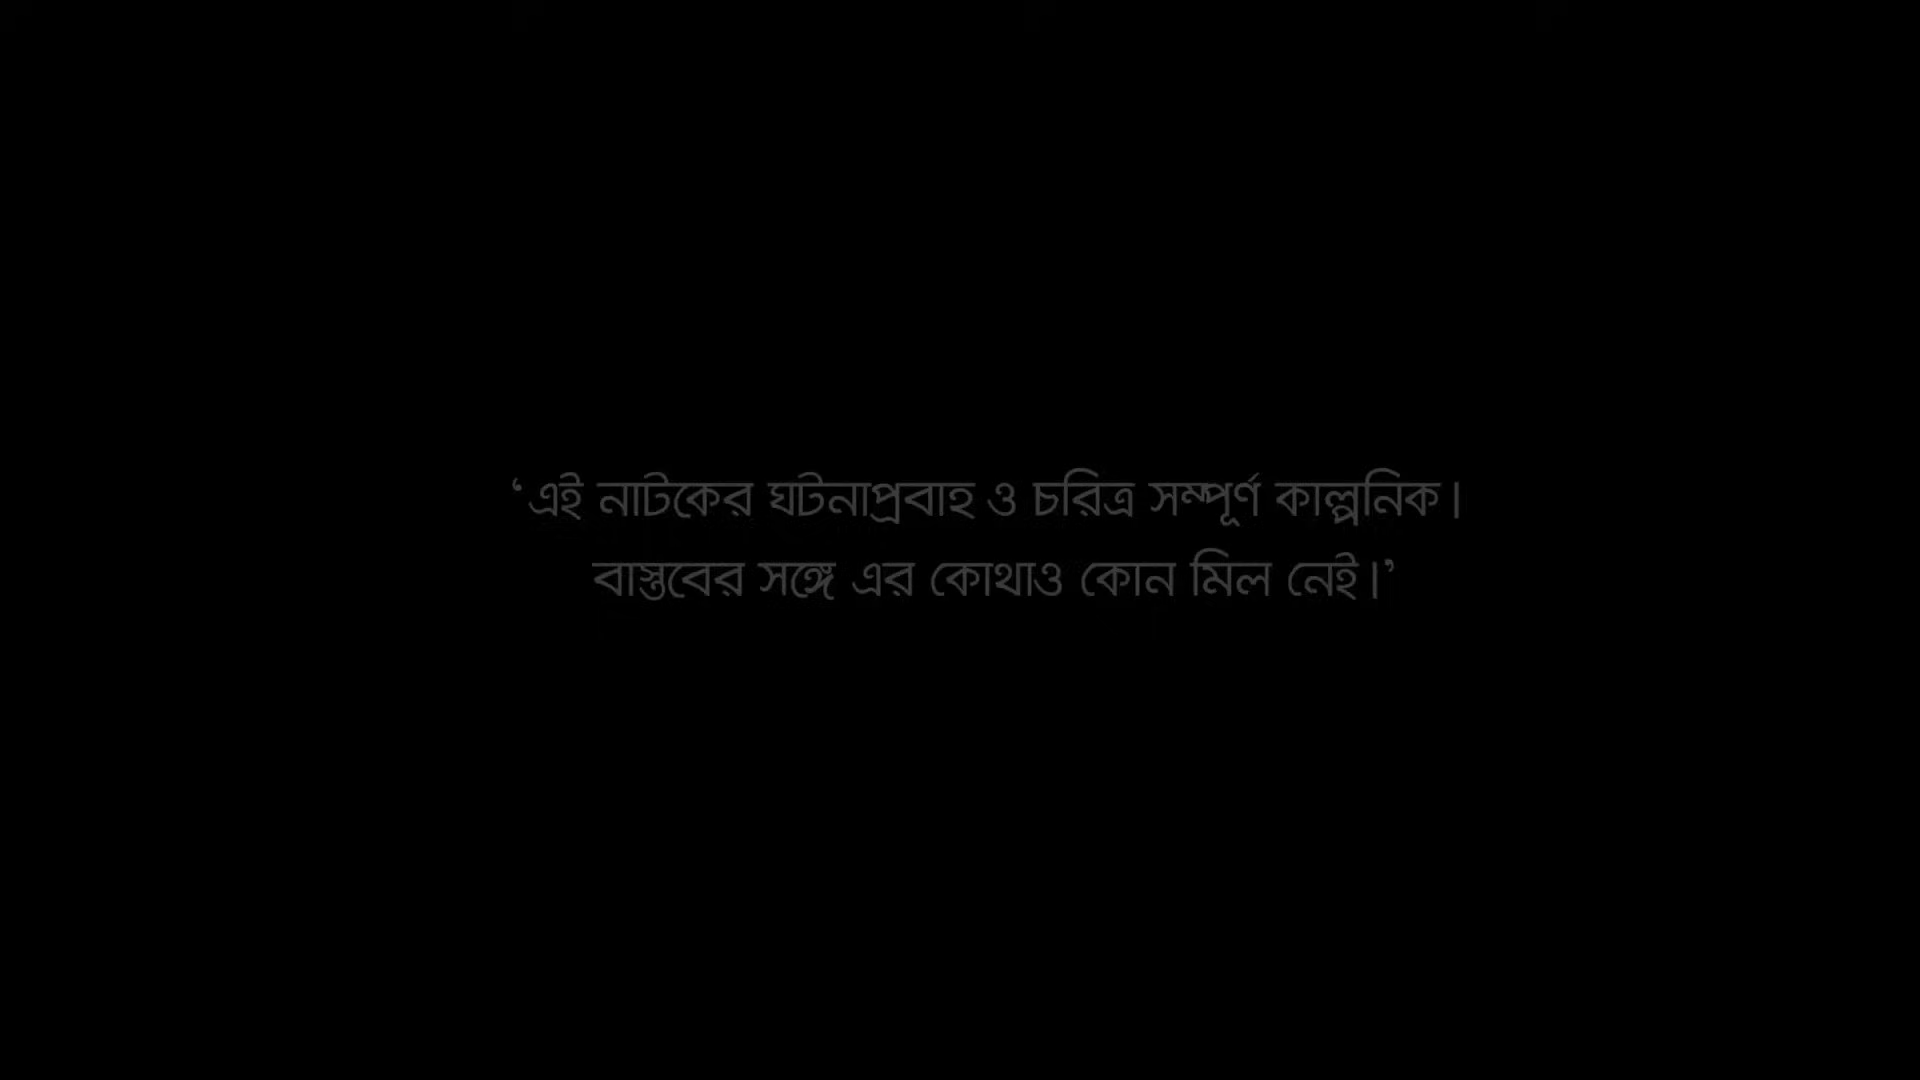 ‘এই নাটকের ঘটনাপ্রবাহ ও চরিত্র সম্পূর্ণ কাল্পনিক।
বাস্তবের সঙ্গে এর কোথাও কোন মিল নেই।’